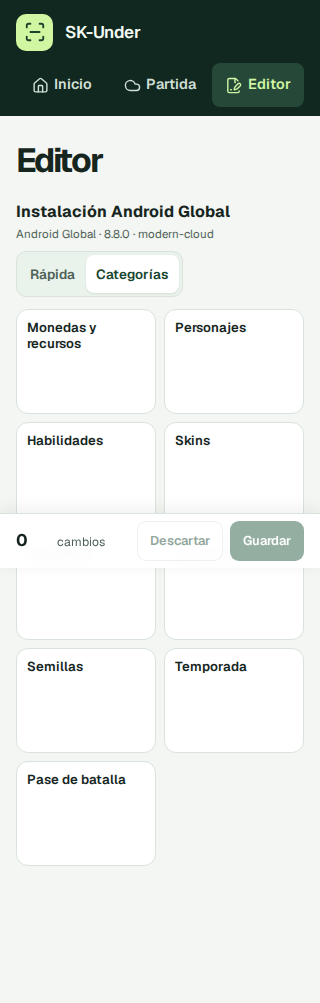 SK-Under
Inicio
Partida
Editor
Editor
Instalación Android Global
Android Global · 8.8.0 · modern-cloud
Rápida
Categorías
Monedas y
recursos
Personajes
Habilidades
Skins
0 cambios
Descartar
Guardar
Semillas
Temporada
Pase de batalla